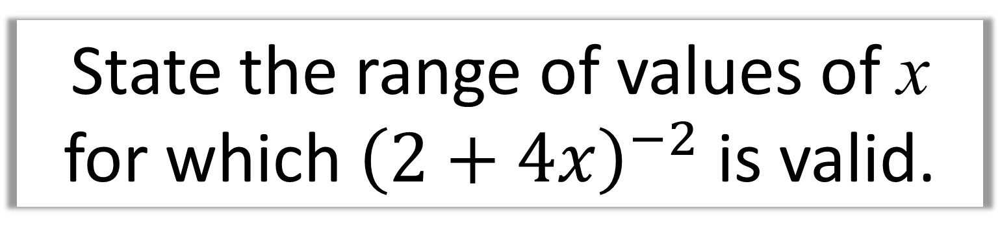 State the range of values of x
for which (2 + 4x)⁻² is valid.